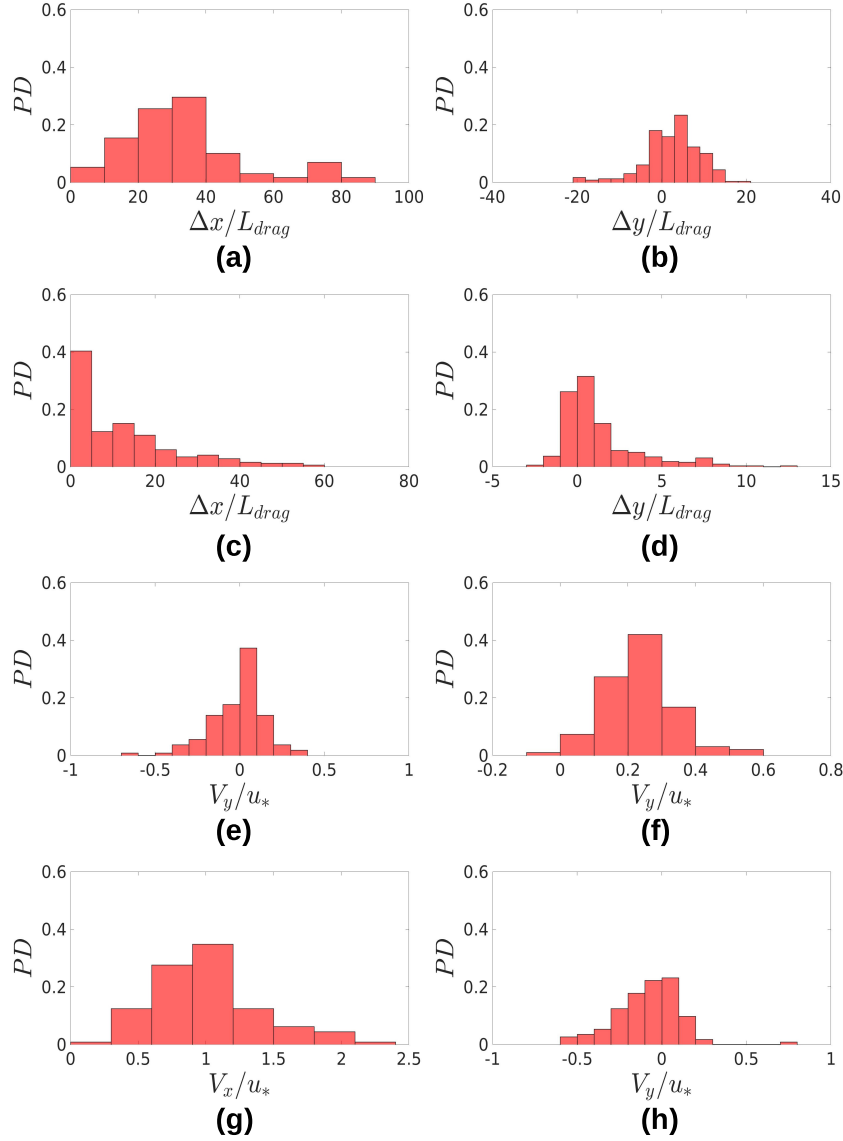 0.6
0.4
0.2
0
PD
0 20 40 60 80 100
Δx/L_drag
(a)
0.6
0.4
0.2
0
PD
-40 -20 0 20 40
Δy/L_drag
(b)
0.6
0.4
0.2
0
PD
0 20 40 60 80
Δx/L_drag
(c)
0.6
0.4
0.2
0
PD
-5 0 5 10 15
Δy/L_drag
(d)
0.6
0.4
0.2
0
PD
-1 -0.5 0 0.5 1
V_y/u_*
(e)
0.6
0.4
0.2
0
PD
-0.2 0 0.2 0.4 0.6 0.8
V_y/u_*
(f)
0.6
0.4
0.2
0
PD
0 0.5 1 1.5 2 2.5
V_x/u_*
(g)
0.6
0.4
0.2
0
PD
-1 -0.5 0 0.5 1
V_y/u_*
(h)